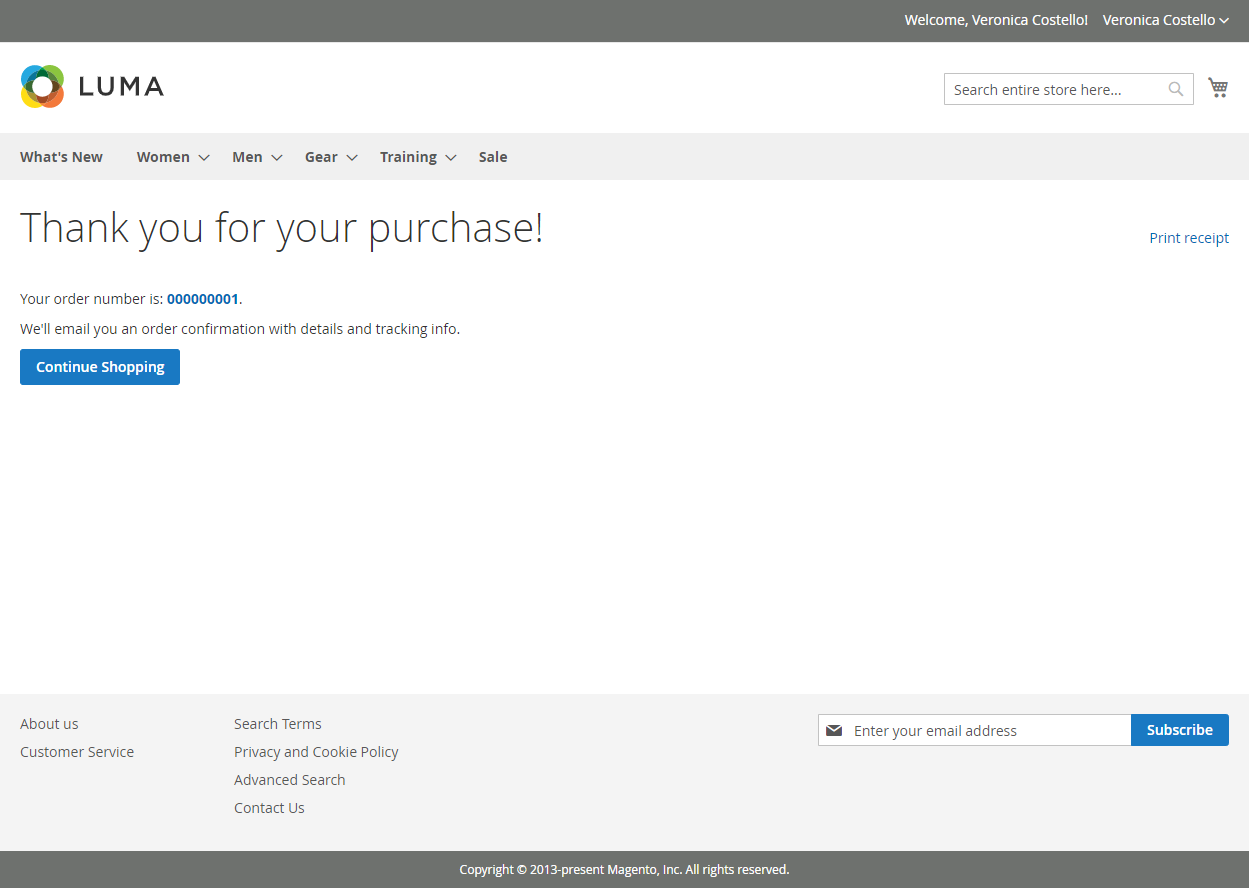 Welcome, Veronica Costello! Veronica Costello
LUMA
Search entire store here...
What's New Women Men Gear Training Sale
Thank you for your purchase!
Print receipt
Your order number is: 000000001.
We'll email you an order confirmation with details and tracking info.
Continue Shopping
About us
Customer Service
Search Terms
Privacy and Cookie Policy
Advanced Search
Contact Us
Enter your email address
Subscribe
Copyright © 2013-present Magento, Inc. All rights reserved.